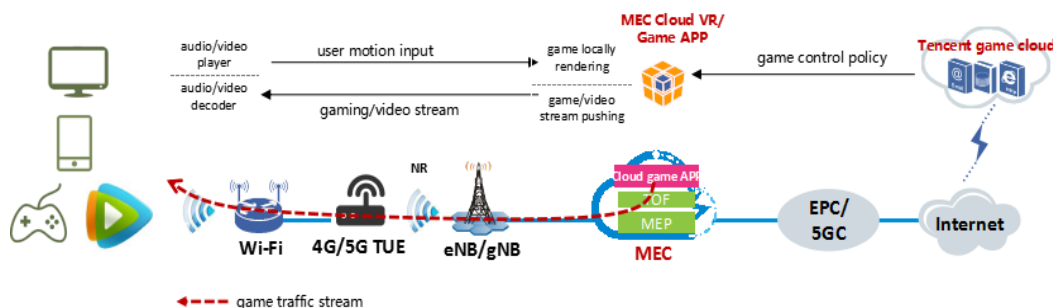 MEC Cloud VR/
Game APP
audio/video
player
user motion input
game locally
rendering
game control policy
Tencent game cloud
audio/video
decoder
gaming/video stream
game/video
stream pushing
NR
Cloud game APP
TOF
MEP
Wi-Fi
4G/5G TUE
eNB/gNB
MEC
EPC/
5GC
Internet
game traffic stream